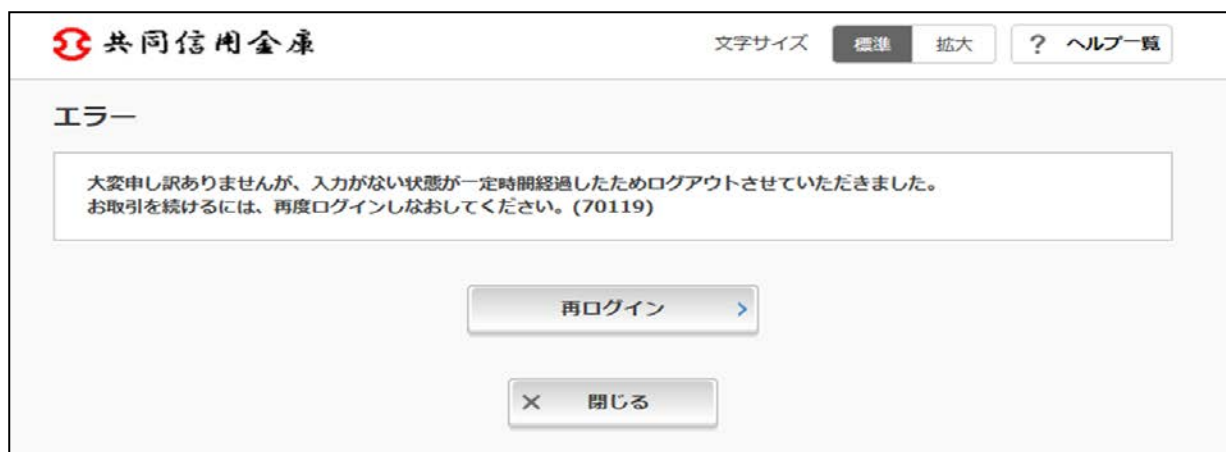 共同信用金庫
文字サイズ 標準 拡大 ? ヘルプ一覧
エラー
大変申し訳ありませんが、入力がない状態が一定時間経過したためログアウトさせていただきました。
お取引を続けるには、再度ログインしなおしてください。(70119)
再ログイン
× 閉じる